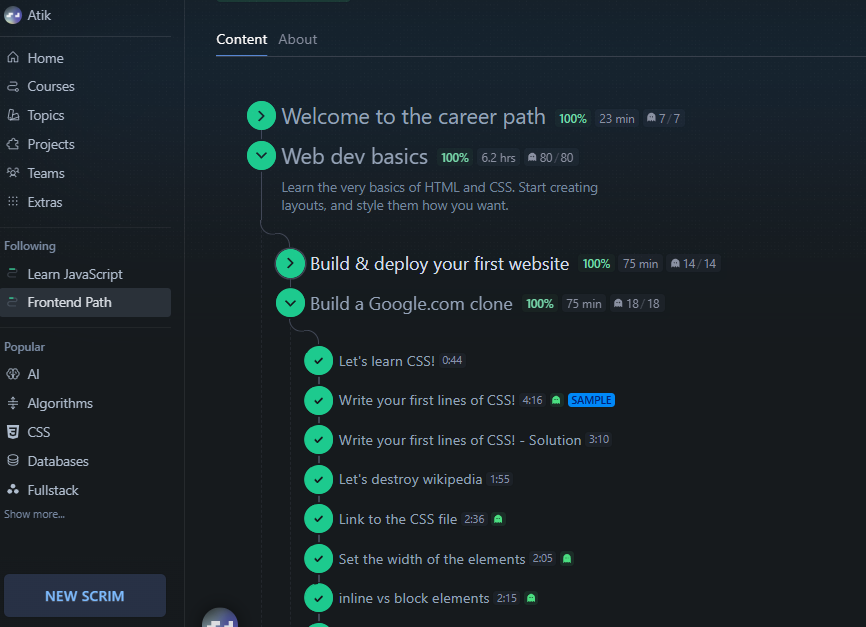 Atik
Home
Courses
Topics
Projects
Teams
Extras
Following
Learn JavaScript
Frontend Path
Popular
AI
Algorithms
CSS
Databases
Fullstack
Show more...
NEW SCRIM
Content About
Welcome to the career path 100% 23 min 7/7
Web dev basics 100% 6.2 hrs 80/80
Learn the very basics of HTML and CSS. Start creating
layouts, and style them how you want.
Build & deploy your first website 100% 75 min 14/14
Build a Google.com clone 100% 75 min 18/18
Let's learn CSS! 0:44
Write your first lines of CSS! 4:16 SAMPLE
Write your first lines of CSS! - Solution 3:10
Let's destroy wikipedia 1:55
Link to the CSS file 2:36
Set the width of the elements 2:05
inline vs block elements 2:15